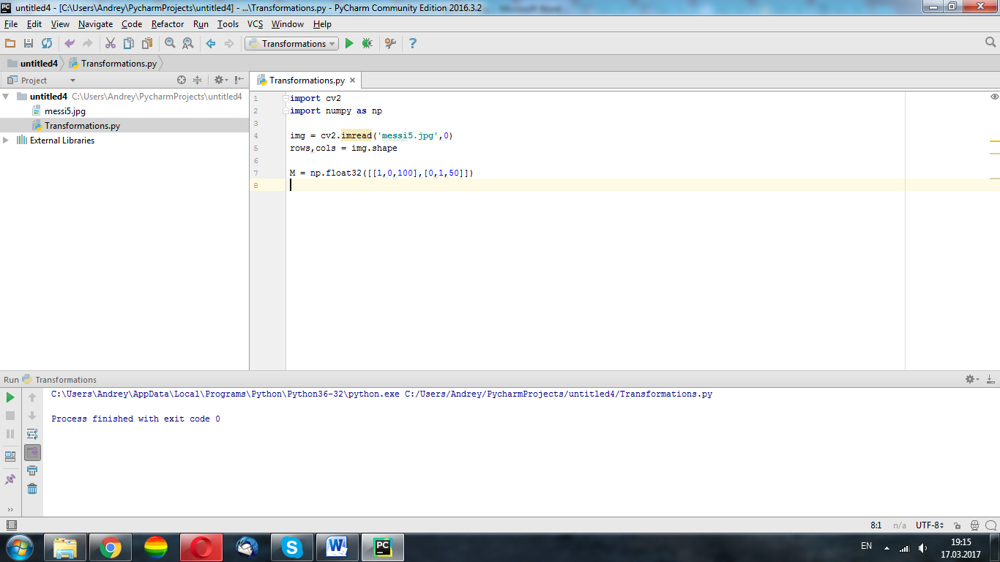 untitled4 - [C:\Users\Andrey\PycharmProjects\untitled4] - ...\Transformations.py - PyCharm Community Edition 2016.3.2
File Edit View Navigate Code Refactor Run Tools VCS Window Help
Transformations
untitled4 Transformations.py
Project
Transformations.py
untitled4 C:\Users\Andrey\PycharmProjects\untitled4
messi5.jpg
Transformations.py
External Libraries
1 import cv2
2 import numpy as np
3
4 img = cv2.imread('messi5.jpg',0)
5 rows,cols = img.shape
6
7 M = np.float32([[1,0,100],[0,1,50]])
8
Run Transformations
C:\Users\Andrey\AppData\Local\Programs\Python\Python36-32\python.exe C:/Users/Andrey/PycharmProjects/untitled4/Transformations.py
Process finished with exit code 0
8:1 n/a UTF-8
EN 19:15
17.03.2017